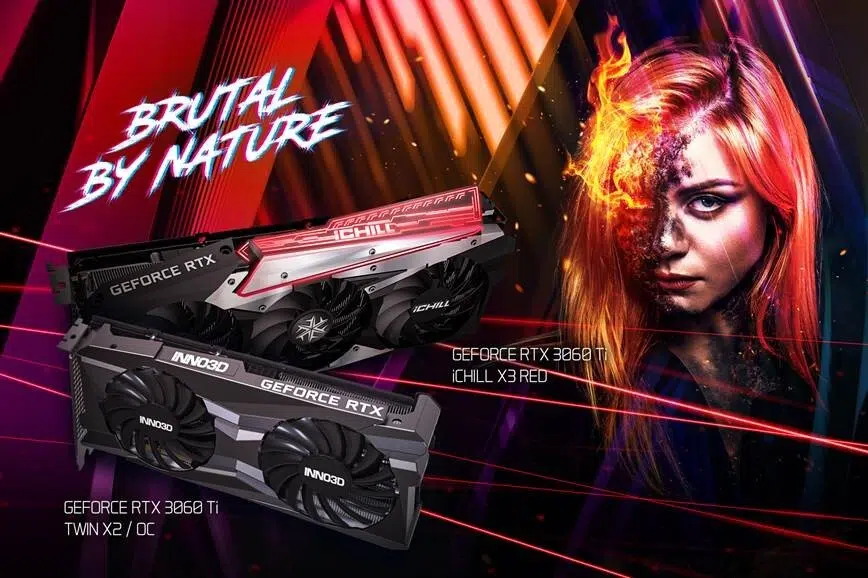 BRUTAL
BY NATURE
ICHILL
GEFORCE RTX
ICHILL
GEFORCE RTX 3060 Ti
iCHILL X3 RED
INNO3D
GEFORCE RTX
INNO3D
INNO3D
GEFORCE RTX 3060 Ti
TWIN X2 / OC